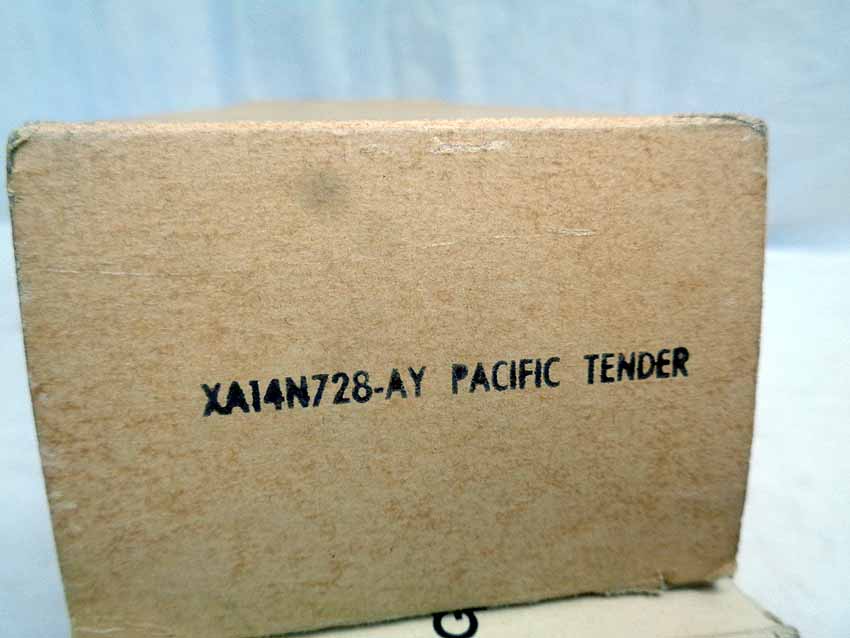 XA14N728-AY PACIFIC TENDER
G